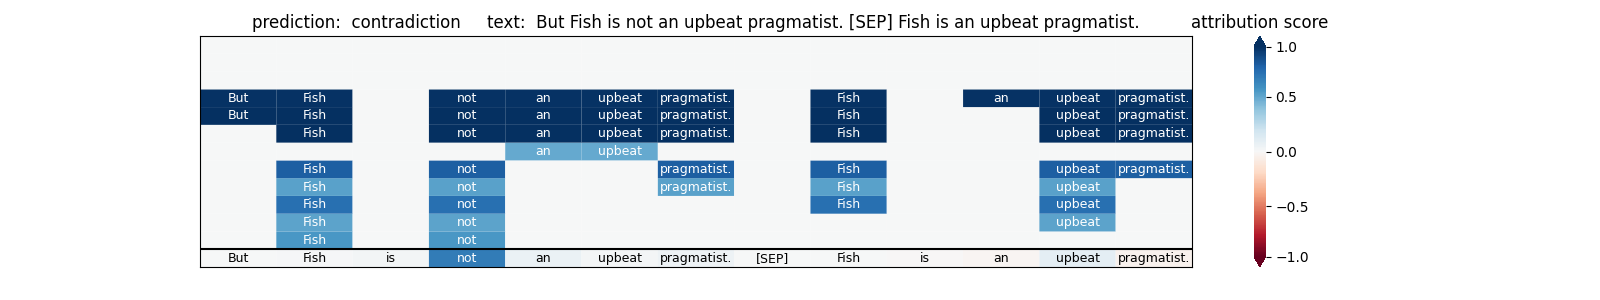 prediction:  contradiction     text:  But Fish is not an upbeat pragmatist. [SEP] Fish is an upbeat pragmatist.
attribution score
But Fish not an upbeat pragmatist. Fish an upbeat pragmatist.
But Fish not an upbeat pragmatist. Fish upbeat pragmatist.
Fish not an upbeat pragmatist. Fish upbeat pragmatist.
an upbeat
Fish not pragmatist. Fish upbeat pragmatist.
Fish not pragmatist. Fish upbeat
Fish not Fish upbeat
Fish not upbeat
Fish not
But Fish is not an upbeat pragmatist. [SEP] Fish is an upbeat pragmatist.
1.0
0.5
0.0
−0.5
−1.0